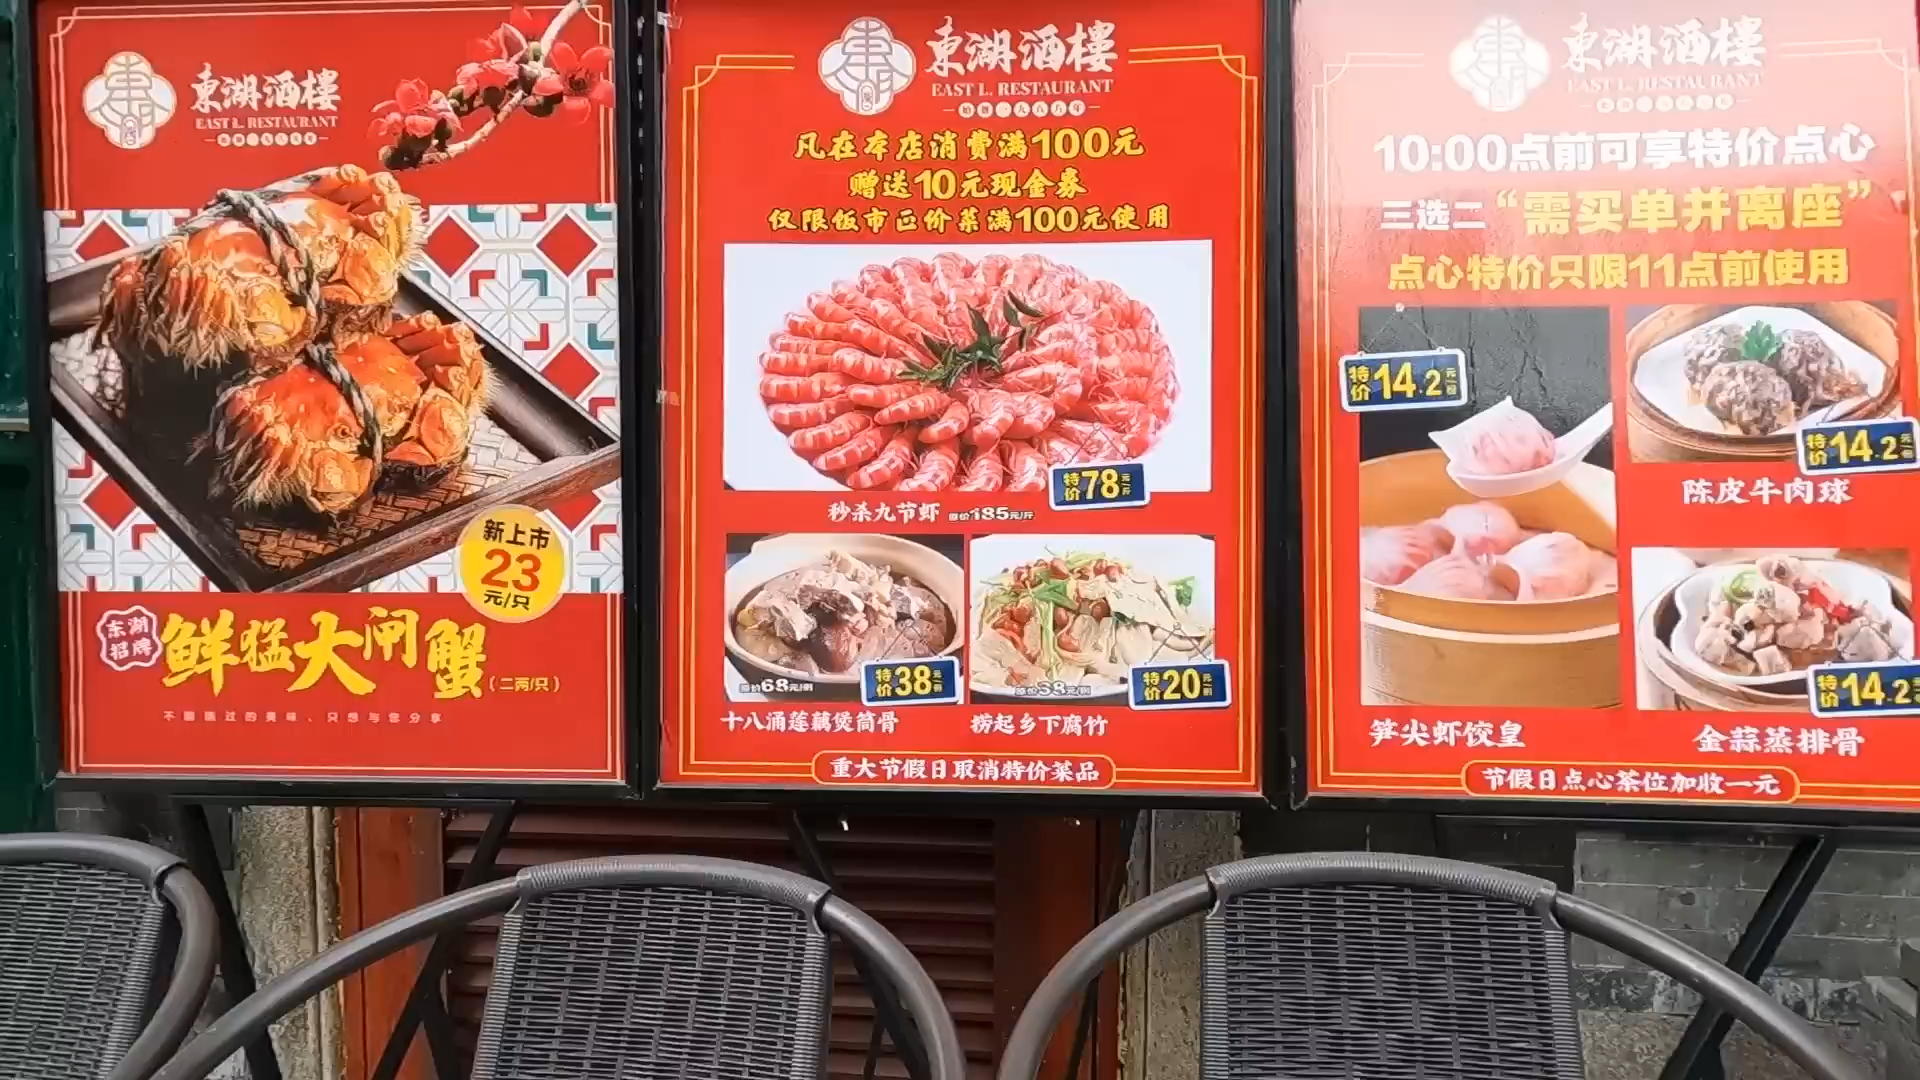 東湖酒樓
EAST L. RESTAURANT
新上市
23
元/只
东湖
招牌
鲜猛大闸蟹
(二两/只)
東湖酒樓
EAST L. RESTAURANT
凡在本店消费满100元
赠送10元现金券
仅限饭市正价菜满100元使用
特价78元/斤
秒杀九节虾 原价185元/斤
原价68元/例
特价38元/例
特价20元/例
十八涌莲藕煲筒骨
捞起乡下腐竹
重大节假日取消特价菜品
東湖酒樓
EAST L. RESTAURANT
10:00点前可享特价点心
三选二“需买单并离座”
点心特价只限11点前使用
特价14.2
特价14.2
陈皮牛肉球
特价14.2
笋尖虾饺皇
金蒜蒸排骨
节假日点心茶位加收一元